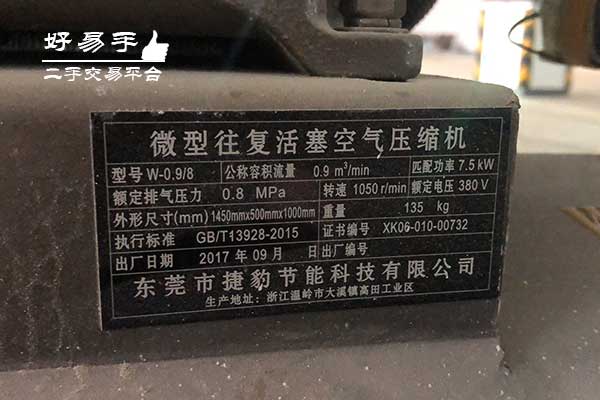 好易手
二手交易平台
微型往复活塞空气压缩机
型号 W-0.9/8 公称容积流量 0.9 m³/min 匹配功率 7.5 kW
额定排气压力 0.8 MPa 转速 1050 r/min 额定电压 380 V
外形尺寸(mm) 1450mmx500mmx1000mm 重量 135 kg
执行标准 GB/T13928-2015 证书编号 XK06-010-00732
出厂日期 2017 年 09 月 日 出厂编号
东莞市捷豹节能科技有限公司
生产地址: 浙江温岭市大溪镇高田工业区